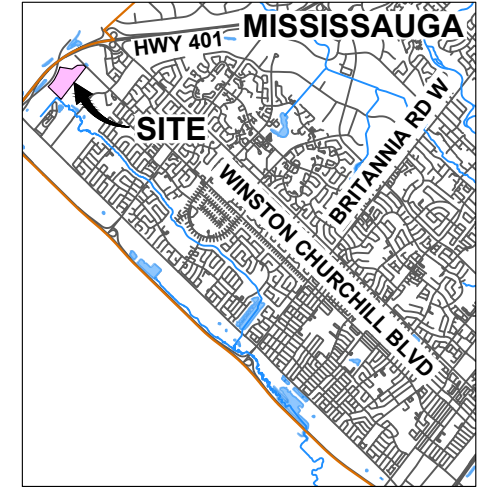 MISSISSAUGA
HWY 401
SITE
BRITANNIA RD W
WINSTON CHURCHILL BLVD